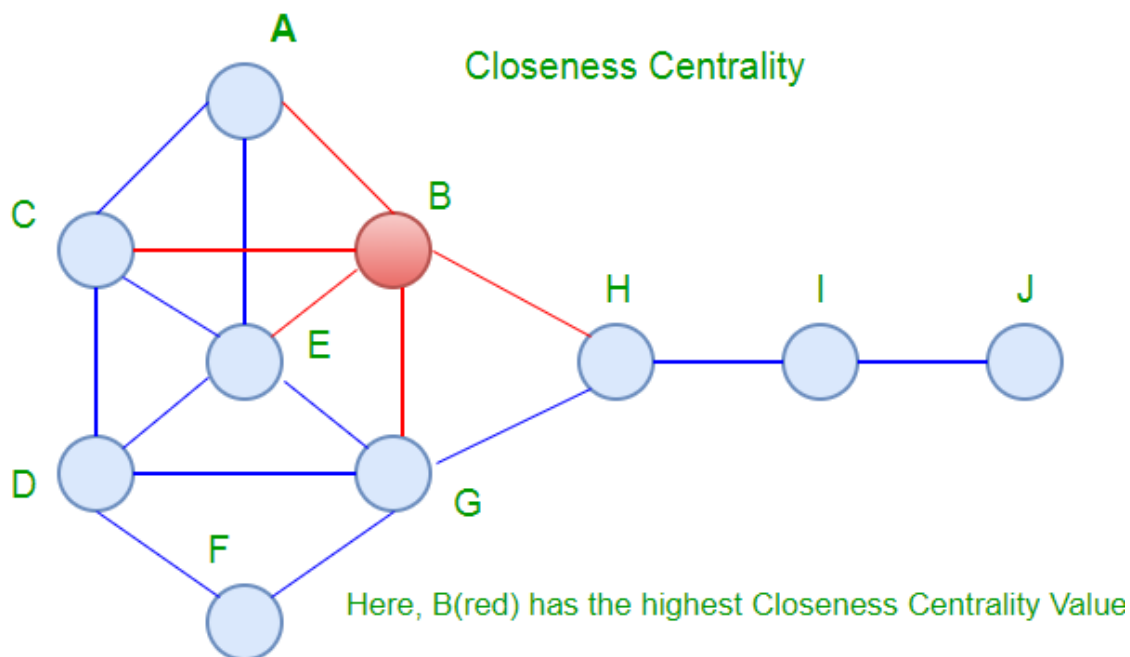 A
Closeness Centrality
C
B
H
I
J
E
D
G
F
Here, B(red) has the highest Closeness Centrality Value